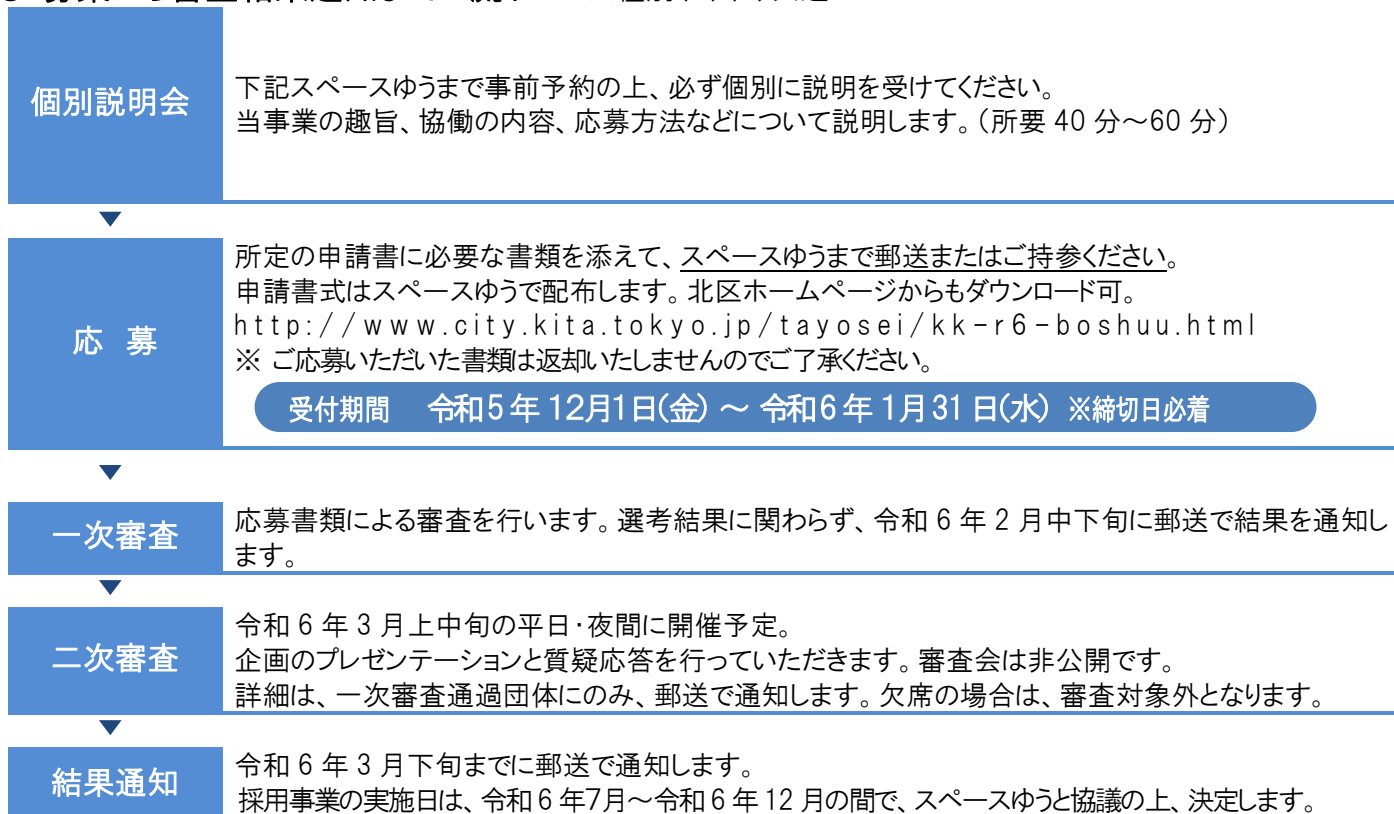 個別説明会
下記スペースゆうまで事前予約の上、必ず個別に説明を受けてください。
当事業の趣旨、協働の内容、応募方法などについて説明します。（所要 40 分～60 分）
応 募
所定の申請書に必要な書類を添えて、スペースゆうまで郵送またはご持参ください。
申請書式はスペースゆうで配布します。北区ホームページからもダウンロード可。
http://www.city.kita.tokyo.jp/tayosei/kk-r6-boshuu.html
※ ご応募いただいた書類は返却いたしませんのでご了承ください。
受付期間 令和5年12月1日(金) ～ 令和6年1月31日(水) ※締切日必着
一次審査
応募書類による審査を行います。選考結果に関わらず、令和 6 年 2 月中下旬に郵送で結果を通知し
ます。
二次審査
令和 6 年 3 月上中旬の平日・夜間に開催予定。
企画のプレゼンテーションと質疑応答を行っていただきます。審査会は非公開です。
詳細は、一次審査通過団体にのみ、郵送で通知します。欠席の場合は、審査対象外となります。
結果通知
令和 6 年 3 月下旬までに郵送で通知します。
採用事業の実施日は、令和6年7月～令和6年12月の間で、スペースゆうと協議の上、決定します。